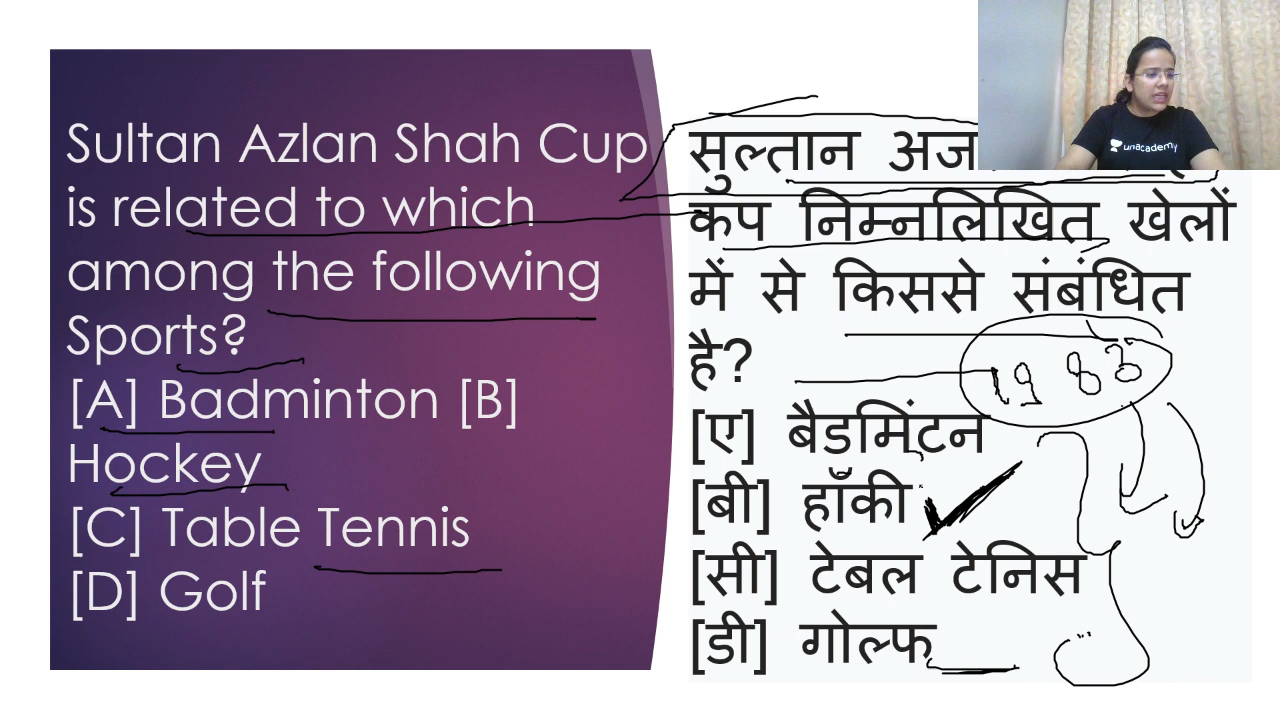 Sultan Azlan Shah Cup
is related to which
among the following
Sports?
[A] Badminton [B]
Hockey
[C] Table Tennis
[D] Golf
सुल्तान
कप निम्नलिखित खेलों
में से किससे संबंधित
है?
[ए] बैडमिंटन
[बी] हॉकी
[सी] टेबल टेनिस
[डी] गोल्फ
1983
unacademy